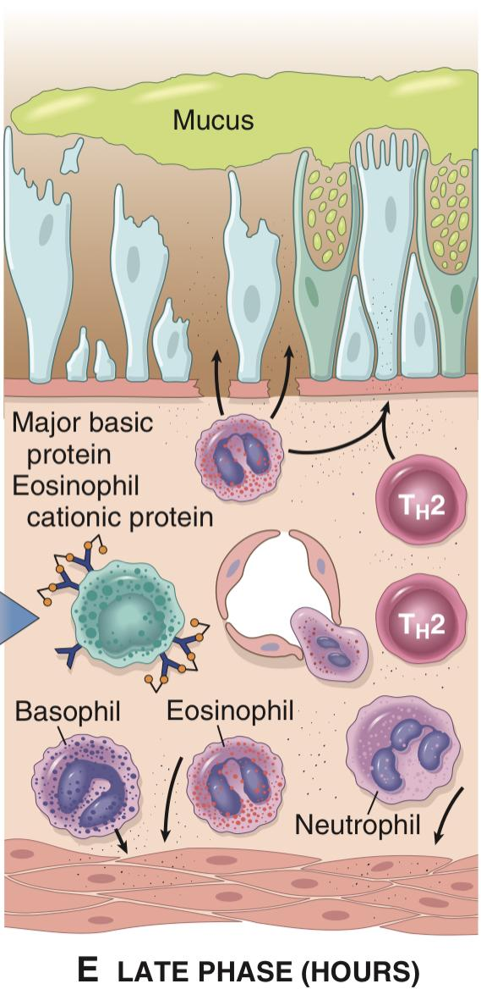 Mucus
Major basic
protein
Eosinophil
cationic protein
TH2
TH2
Basophil
Eosinophil
Neutrophil
E LATE PHASE (HOURS)